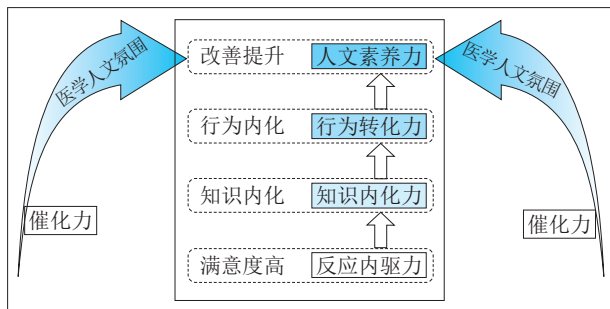 医学人文氛围
改善提升 人文素养力
医学人文氛围
行为内化 行为转化力
知识内化 知识内化力
催化力
催化力
满意度高 反应内驱力